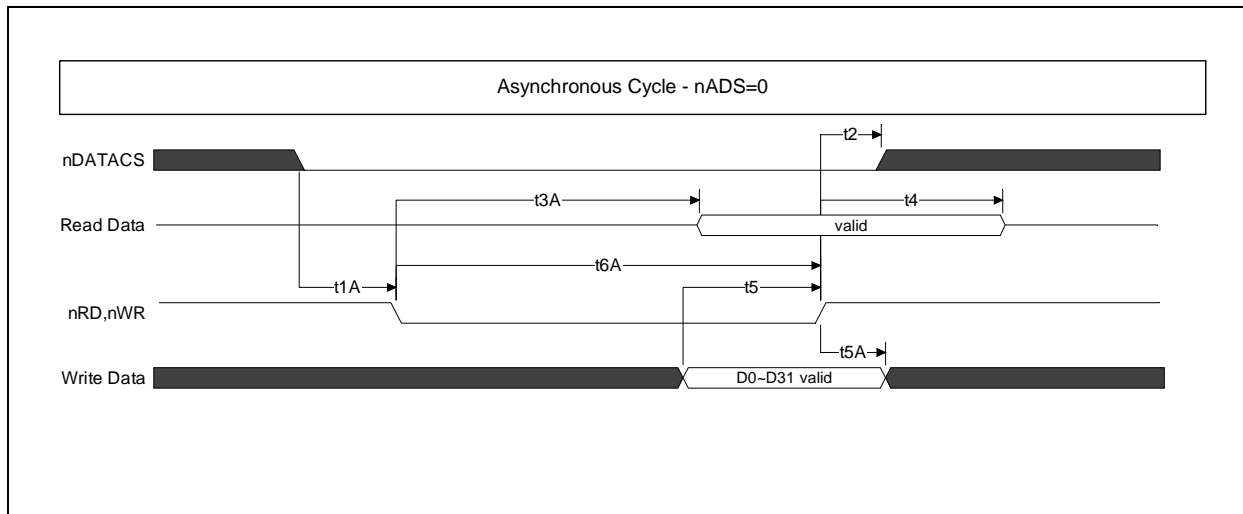 Asynchronous Cycle - nADS=0
t2
nDATACS
t3A
t4
Read Data
valid
t6A
t1A
t5
nRD,nWR
t5A
Write Data
D0~D31 valid